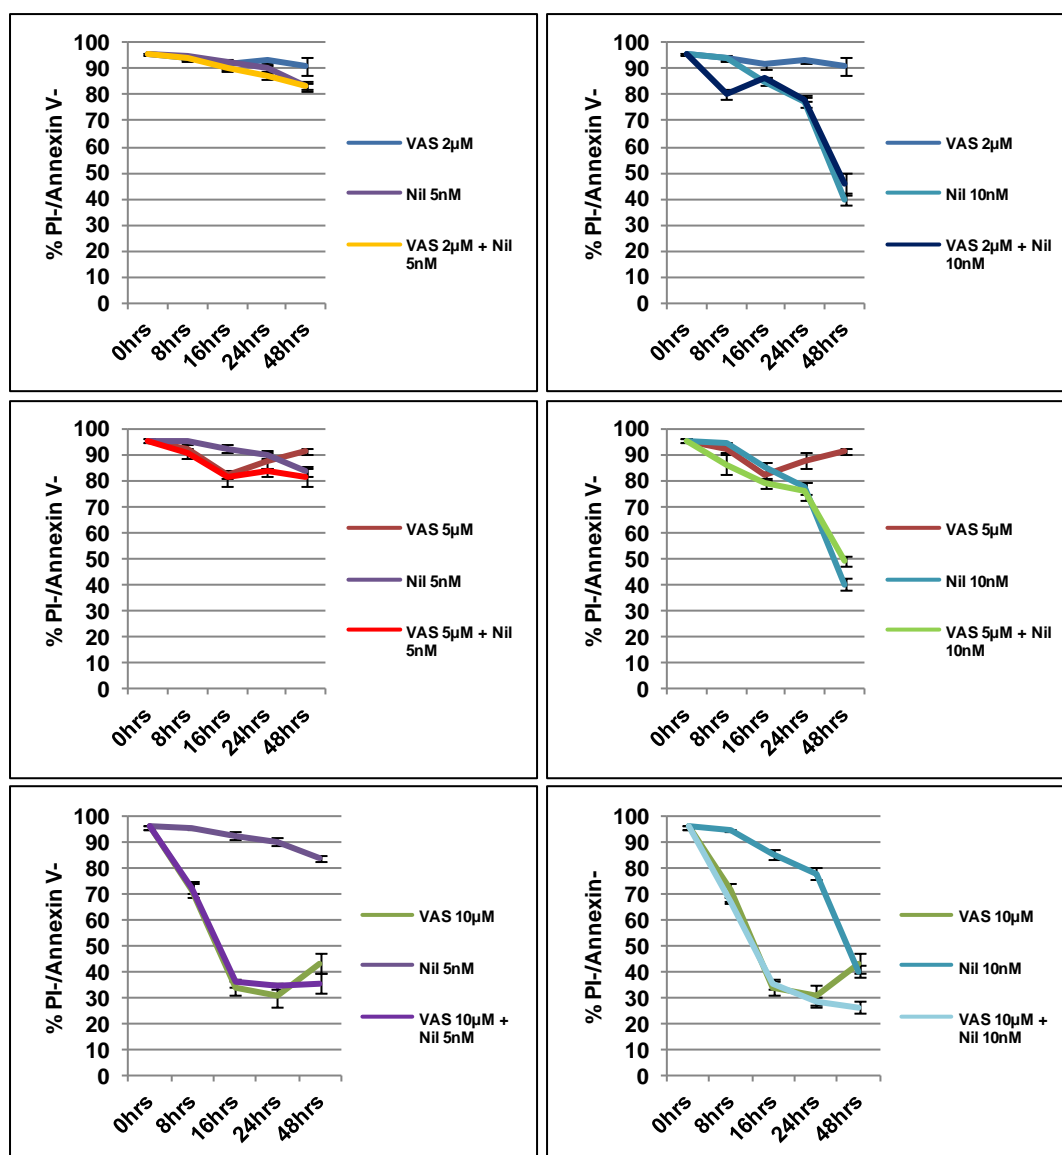 % PI-/Annexin V-
100
90
80
70
60
50
40
30
20
10
0
0hrs
8hrs
16hrs
24hrs
48hrs
VAS 2µM
Nil 5nM
VAS 2µM + Nil
5nM
% PI-/Annexin V-
100
90
80
70
60
50
40
30
20
10
0
0hrs
8hrs
16hrs
24hrs
48hrs
VAS 2µM
Nil 10nM
VAS 2µM + Nil
10nM
% PI-/Annexin V-
100
90
80
70
60
50
40
30
20
10
0
0hrs
8hrs
16hrs
24hrs
48hrs
VAS 5µM
Nil 5nM
VAS 5µM + Nil
5nM
% PI-/Annexin V-
100
90
80
70
60
50
40
30
20
10
0
0hrs
8hrs
16hrs
24hrs
48hrs
VAS 5µM
Nil 10nM
VAS 5µM + Nil
10nM
% PI-/Annexin V-
100
90
80
70
60
50
40
30
20
10
0
0hrs
8hrs
16hrs
24hrs
48hrs
VAS 10µM
Nil 5nM
VAS 10µM +
Nil 5nM
% PI-/Annexin-
100
90
80
70
60
50
40
30
20
10
0
0hrs
8hrs
16hrs
24hrs
48hrs
VAS 10µM
Nil 10nM
VAS 10µM +
Nil 10nM